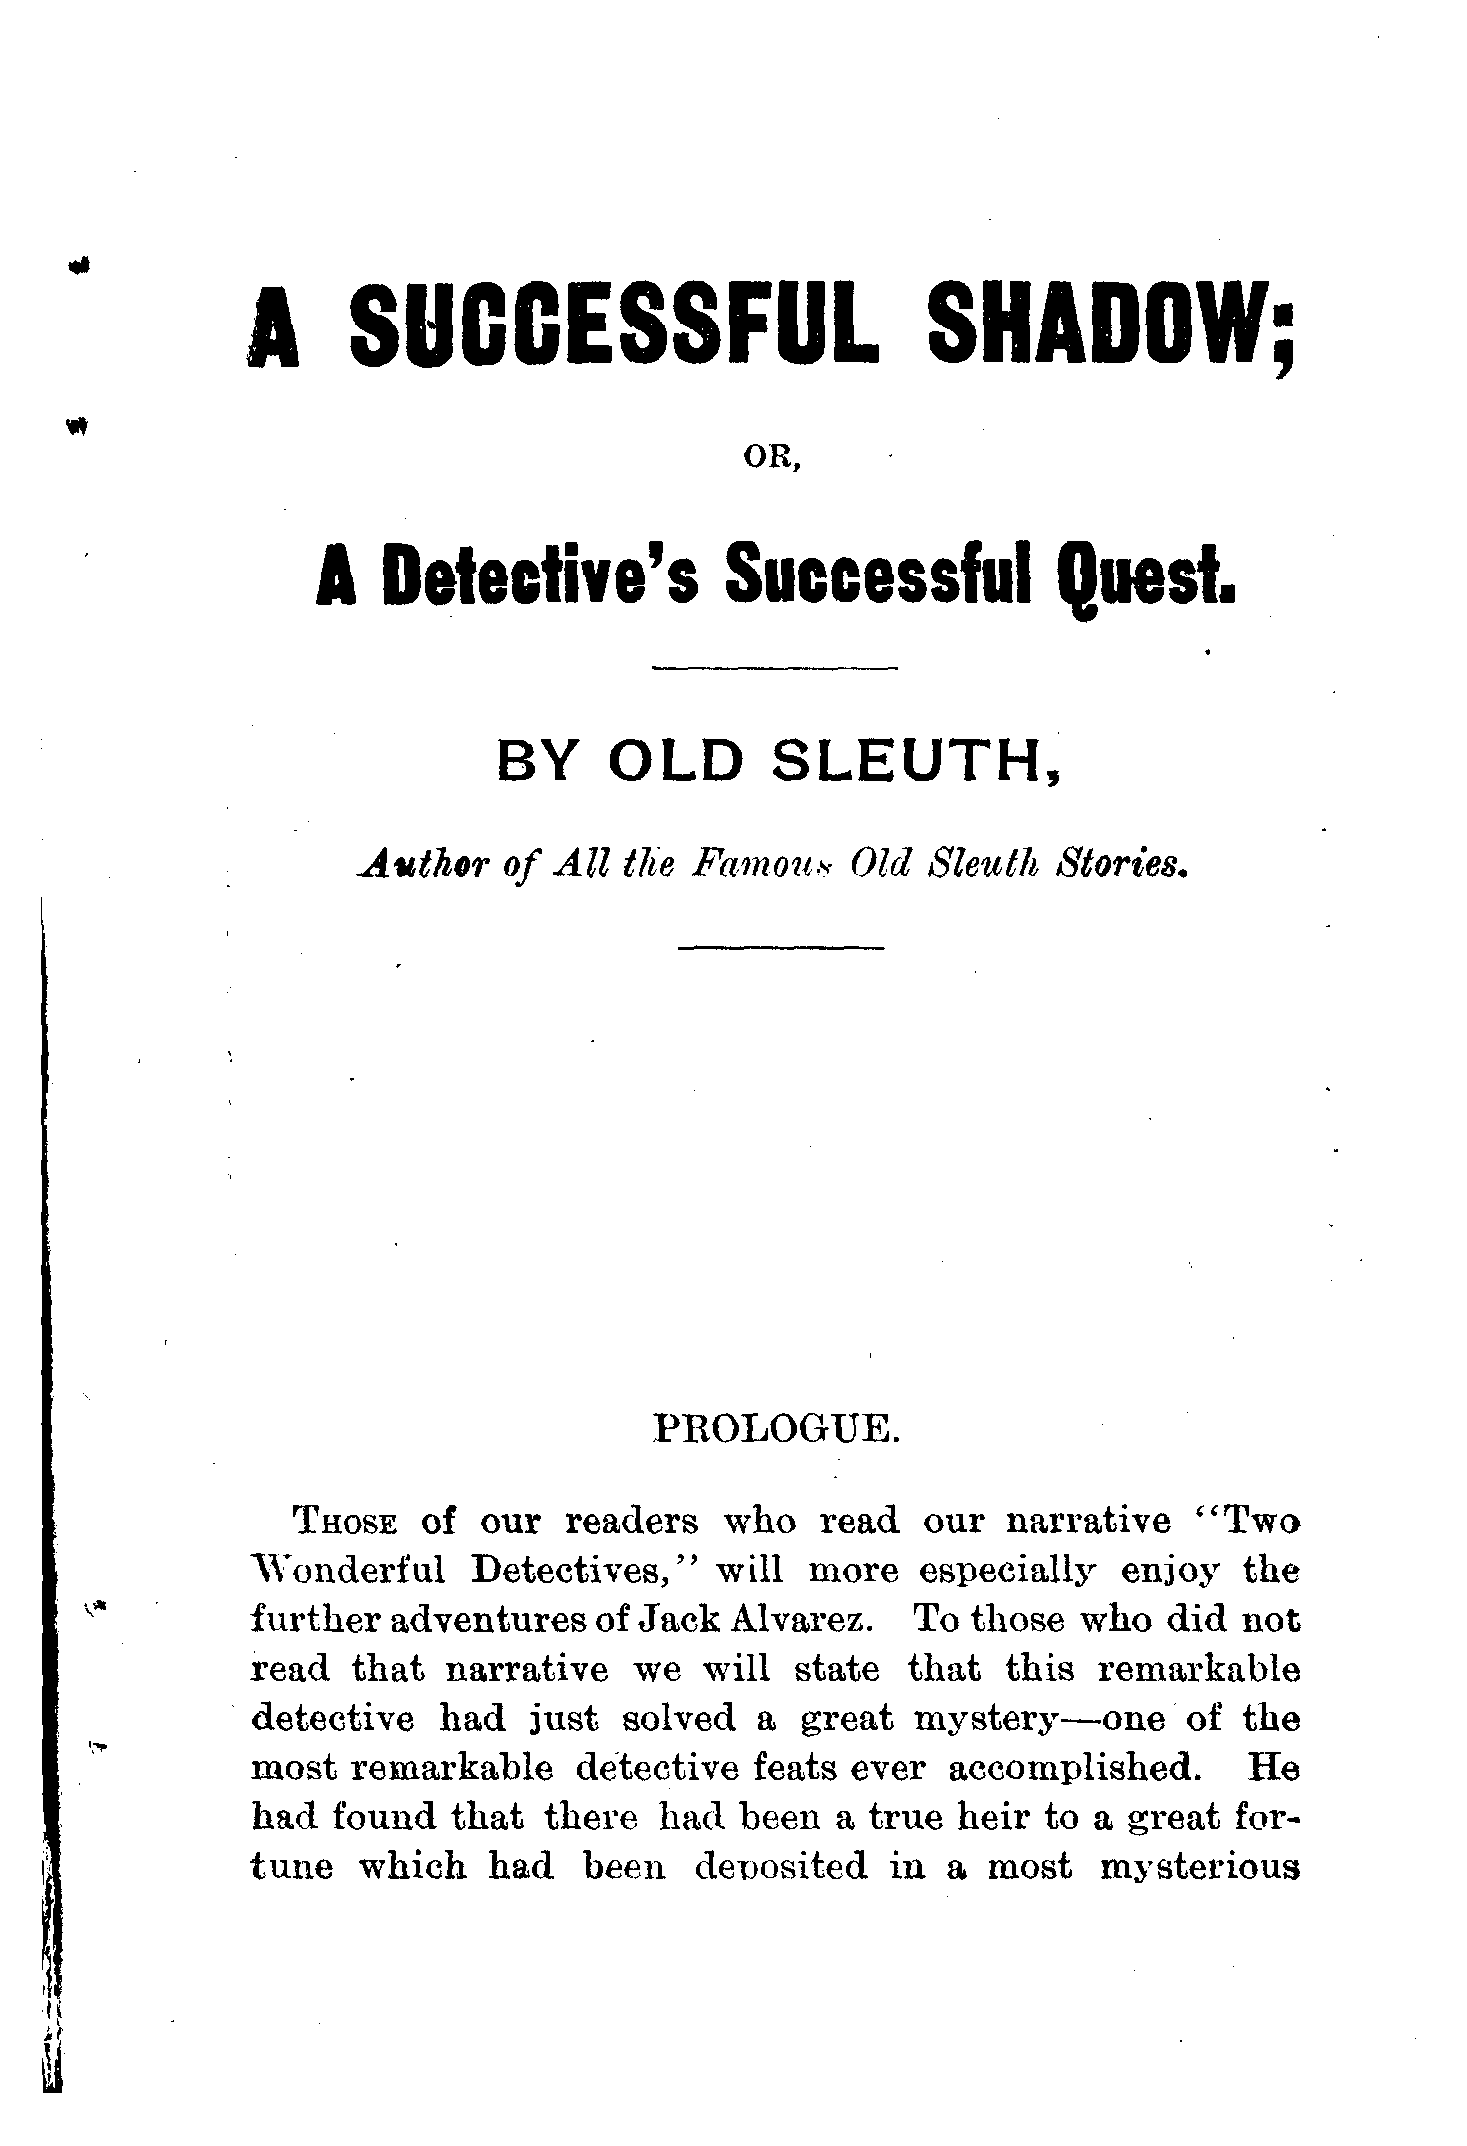 A SUCCESSFUL SHADOW;
OR,
A Detective's Successful Quest.
BY OLD SLEUTH,
Author of All the Famous Old Sleuth Stories.
PROLOGUE.
THOSE of our readers who read our narrative "Two
Wonderful Detectives," will more especially enjoy the
further adventures of Jack Alvarez. To those who did not
read that narrative we will state that this remarkable
detective had just solved a great mystery—one of the
most remarkable detective feats ever accomplished. He
had found that there had been a true heir to a great for-
tune which had been deposited in a most mysterious